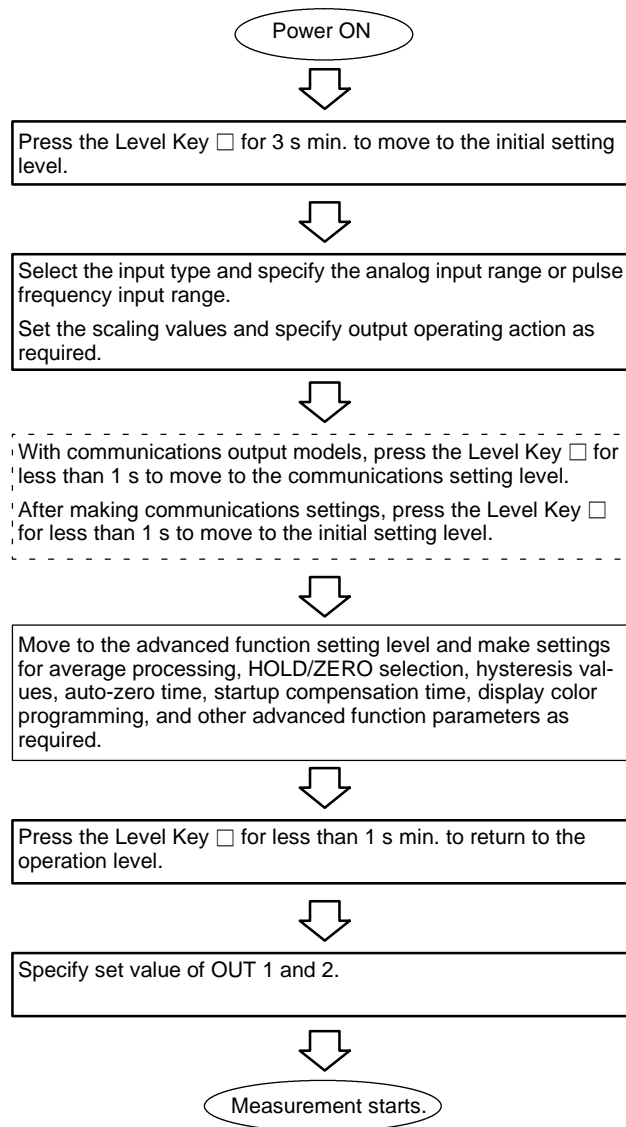 Power ON
Press the Level Key □ for 3 s min. to move to the initial setting
level.
Select the input type and specify the analog input range or pulse
frequency input range.
Set the scaling values and specify output operating action as
required.
With communications output models, press the Level Key □ for
less than 1 s to move to the communications setting level.
After making communications settings, press the Level Key □
for less than 1 s to move to the initial setting level.
Move to the advanced function setting level and make settings
for average processing, HOLD/ZERO selection, hysteresis val-
ues, auto-zero time, startup compensation time, display color
programming, and other advanced function parameters as
required.
Press the Level Key □ for less than 1 s min. to return to the
operation level.
Specify set value of OUT 1 and 2.
Measurement starts.